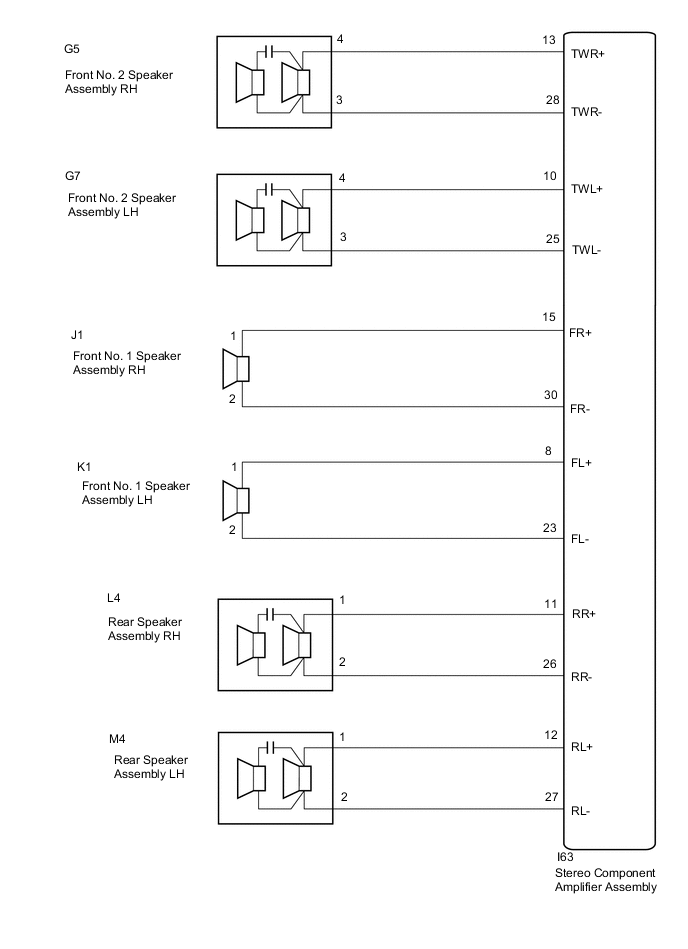 G5
Front No. 2 Speaker
Assembly RH
4
13
TWR+
3
28
TWR-
G7
Front No. 2 Speaker
Assembly LH
4
10
TWL+
3
25
TWL-
J1
Front No. 1 Speaker
Assembly RH
1
15
FR+
2
30
FR-
K1
Front No. 1 Speaker
Assembly LH
1
8
FL+
2
23
FL-
L4
Rear Speaker
Assembly RH
1
11
RR+
2
26
RR-
M4
Rear Speaker
Assembly LH
1
12
RL+
2
27
RL-
I63
Stereo Component
Amplifier Assembly